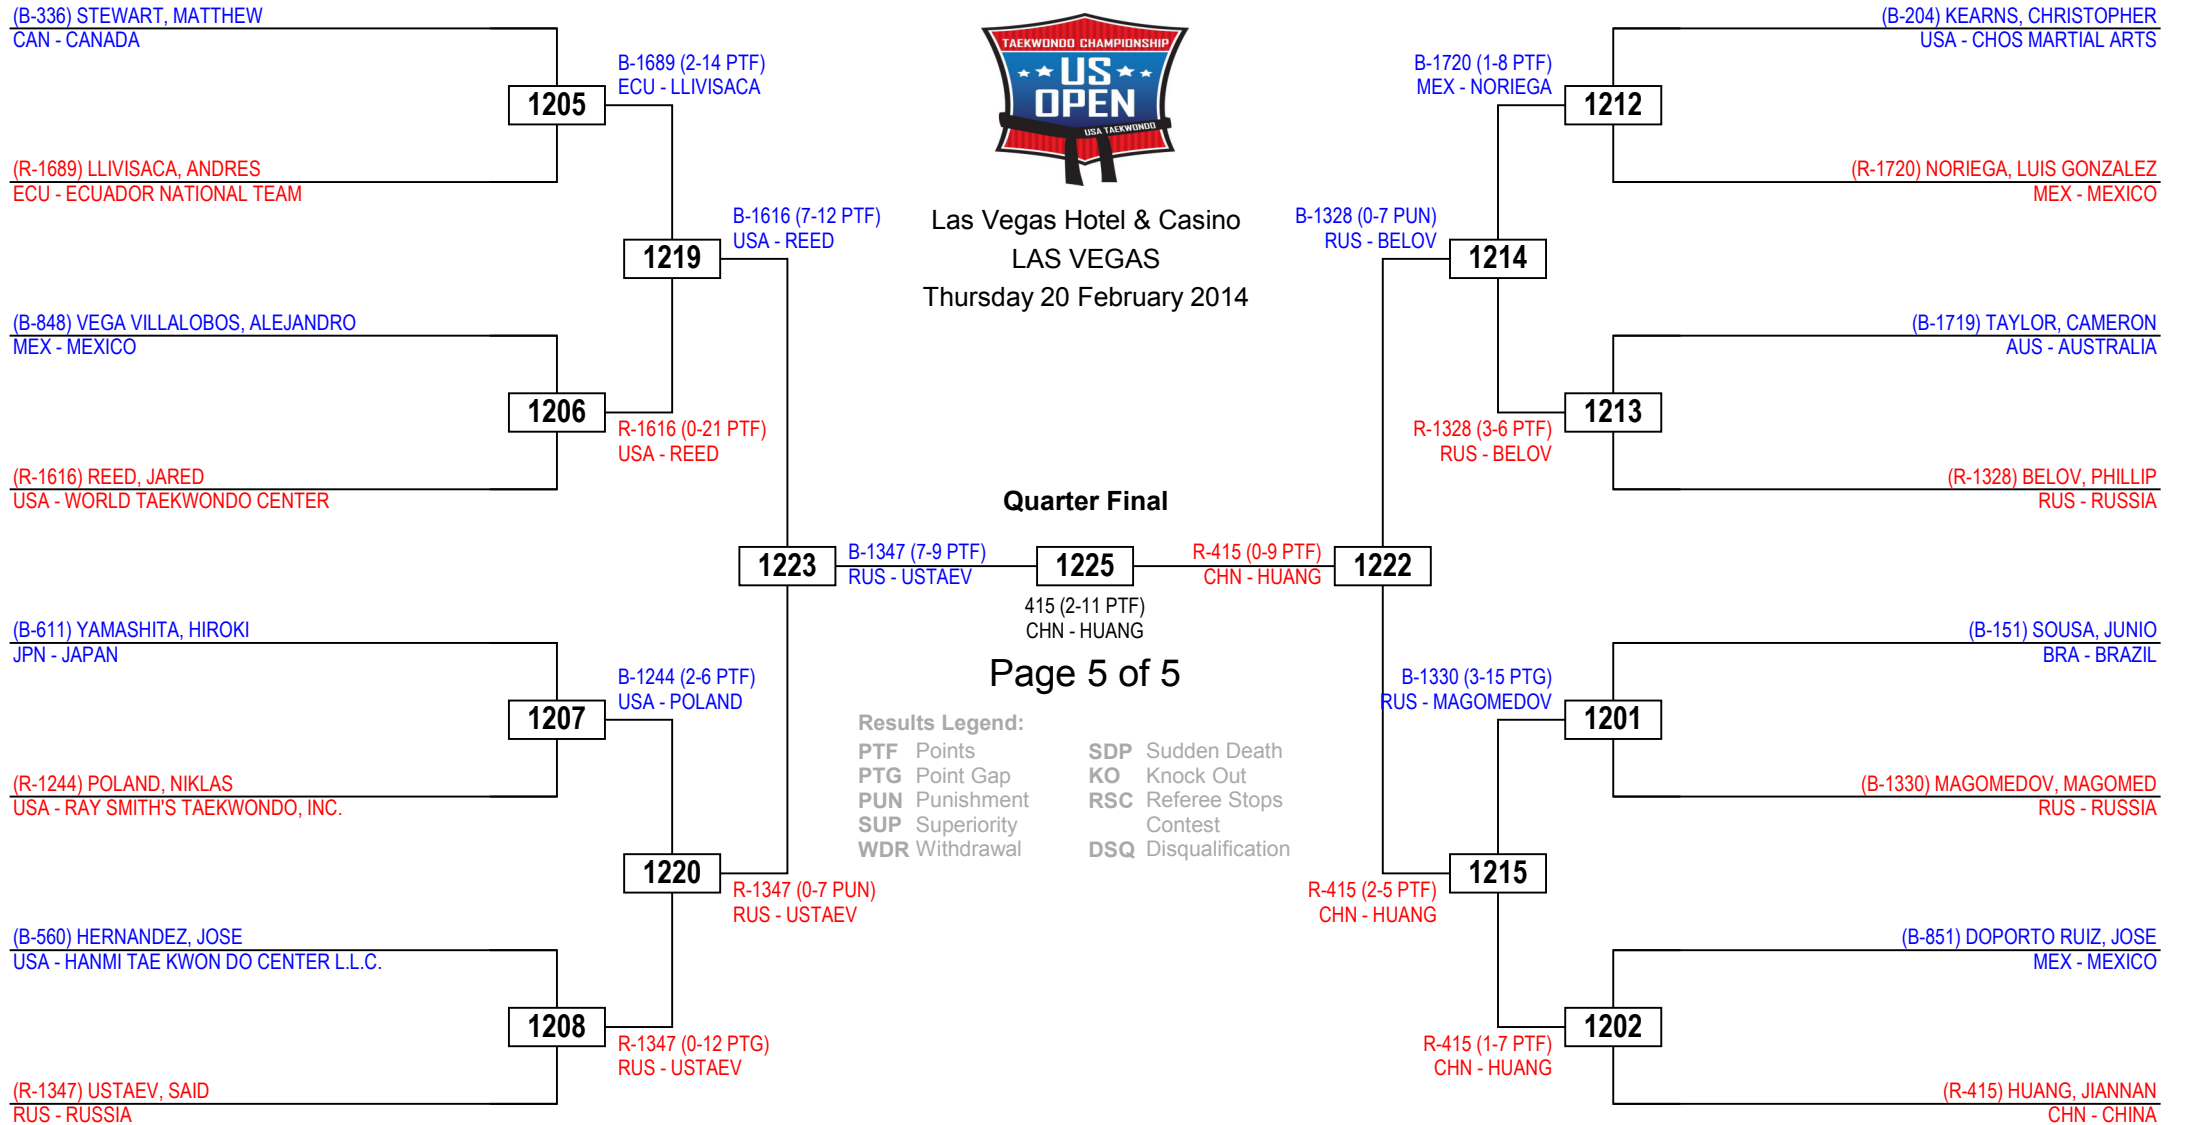 (B-336) STEWART, MATTHEW
CAN - CANADA
B-1689 (2-14 PTF)
ECU - LLIVISACA
1205
(R-1689) LLIVISACA, ANDRES
ECU - ECUADOR NATIONAL TEAM
B-1616 (7-12 PTF)
USA - REED
1219
(B-848) VEGA VILLALOBOS, ALEJANDRO
MEX - MEXICO
1206
R-1616 (0-21 PTF)
USA - REED
(R-1616) REED, JARED
USA - WORLD TAEKWONDO CENTER
1223
B-1347 (7-9 PTF)
RUS - USTAEV
(B-611) YAMASHITA, HIROKI
JPN - JAPAN
B-1244 (2-6 PTF)
USA - POLAND
1207
(R-1244) POLAND, NIKLAS
USA - RAY SMITH'S TAEKWONDO, INC.
1220
R-1347 (0-7 PUN)
RUS - USTAEV
(B-560) HERNANDEZ, JOSE
USA - HANMI TAE KWON DO CENTER L.L.C.
1208
R-1347 (0-12 PTG)
RUS - USTAEV
(R-1347) USTAEV, SAID
RUS - RUSSIA
TAEKWONDO CHAMPIONSHIP
US
OPEN
USA TAEKWONDO
Las Vegas Hotel & Casino
LAS VEGAS
Thursday 20 February 2014
Quarter Final
1225
415 (2-11 PTF)
CHN - HUANG
Page 5 of 5
Results Legend:
PTF Points
PTG Point Gap
PUN Punishment
SUP Superiority
WDR Withdrawal
SDP Sudden Death
KO Knock Out
RSC Referee Stops
Contest
DSQ Disqualification
(B-204) KEARNS, CHRISTOPHER
USA - CHOS MARTIAL ARTS
B-1720 (1-8 PTF)
MEX - NORIEGA
1212
(R-1720) NORIEGA, LUIS GONZALEZ
MEX - MEXICO
B-1328 (0-7 PUN)
RUS - BELOV
1214
(B-1719) TAYLOR, CAMERON
AUS - AUSTRALIA
1213
R-1328 (3-6 PTF)
RUS - BELOV
(R-1328) BELOV, PHILLIP
RUS - RUSSIA
R-415 (0-9 PTF)
CHN - HUANG
1222
(B-151) SOUSA, JUNIO
BRA - BRAZIL
B-1330 (3-15 PTG)
RUS - MAGOMEDOV
1201
(B-1330) MAGOMEDOV, MAGOMED
RUS - RUSSIA
1215
R-415 (2-5 PTF)
CHN - HUANG
(B-851) DOPORTO RUIZ, JOSE
MEX - MEXICO
1202
R-415 (1-7 PTF)
CHN - HUANG
(R-415) HUANG, JIANNAN
CHN - CHINA